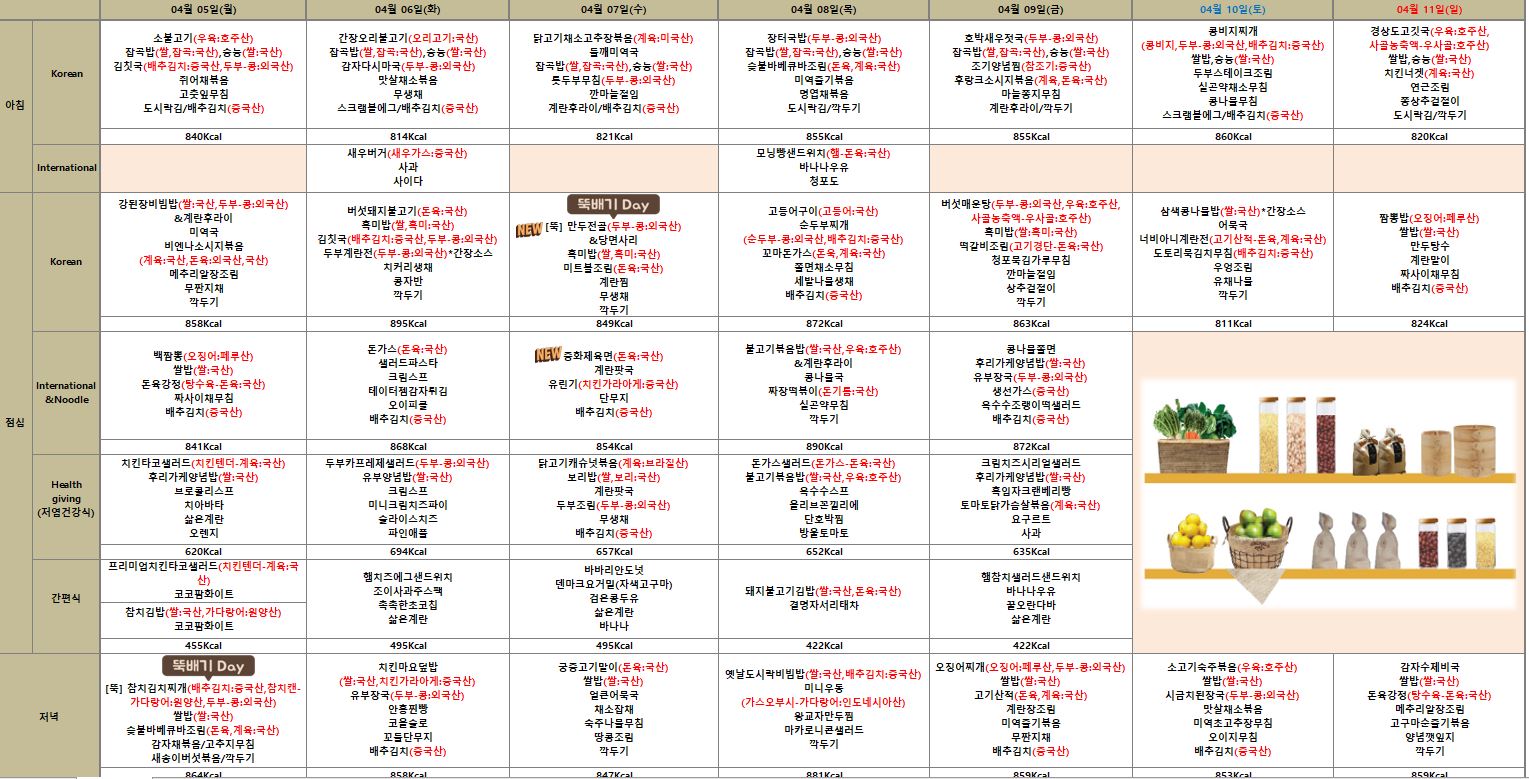 04월 05일(월) 04월 06일(화) 04월 07일(수) 04월 08일(목) 04월 09일(금) 04월 10일(토) 04월 11일(일)
아침
Korean
소불고기(우육:호주산)
잡곡밥(쌀,잡곡:국산),숭늉(쌀:국산)
김칫국(배추김치:중국산,두부-콩:외국산)
쥐어채볶음
고춧잎무침
도시락김/배추김치(중국산)
840Kcal
간장오리불고기(오리고기:국산)
잡곡밥(쌀,잡곡:국산),숭늉(쌀:국산)
감자다시마국(두부-콩:외국산)
맛살채소볶음
무생채
스크램블에그/배추김치(중국산)
814Kcal
닭고기채소고추장볶음(계육:미국산)
들깨미역국
잡곡밥(쌀,잡곡:국산),숭늉(쌀:국산)
톳두부무침(두부-콩:외국산)
깐마늘절임
계란후라이/배추김치(중국산)
821Kcal
장터국밥(두부-콩:외국산)
잡곡밥(쌀,잡곡:국산),숭늉(쌀:국산)
숯불바베큐바조림(돈육,계육:국산)
미역줄기볶음
명엽채볶음
도시락김/깍두기
855Kcal
호박새우젓국(두부-콩:외국산)
잡곡밥(쌀,잡곡:국산),숭늉(쌀:국산)
조기양념찜(참조기:중국산)
후랑크소시지볶음(계육,돈육:국산)
마늘쫑지무침
계란후라이/깍두기
855Kcal
콩비지찌개
(콩비지,두부-콩:외국산,배추김치:중국산)
쌀밥,숭늉(쌀:국산)
두부스테이크조림
실곤약채소무침
콩나물무침
스크램블에그/배추김치(중국산)
860Kcal
경상도고깃국(우육:호주산,
사골농축액-우사골:호주산)
쌀밥,숭늉(쌀:국산)
치킨너겟(계육:국산)
연근조림
쫑상추겉절이
도시락김/깍두기
820Kcal
International
새우버거(새우가스:중국산)
사과
사이다
모닝빵샌드위치(햄-돈육:국산)
바나나우유
청포도
점심
Korean
강된장비빔밥(쌀:국산,두부-콩:외국산)
&계란후라이
미역국
비엔나소시지볶음
(계육:국산,돈육:외국산,국산)
메추리알장조림
무짠지채
깍두기
858Kcal
버섯돼지불고기(돈육:국산)
흑미밥(쌀,흑미:국산)
김칫국(배추김치:중국산,두부-콩:외국산)
두부계란전(두부-콩:외국산)*간장소스
치커리생채
콩자반
깍두기
895Kcal
뚝배기 Day
NEW [뚝] 만두전골(두부-콩:외국산)
&당면사리
흑미밥(쌀,흑미:국산)
미트볼조림(돈육:국산)
계란찜
무생채
깍두기
849Kcal
고등어구이(고등어:국산)
순두부찌개
(순두부-콩:외국산,배추김치:중국산)
꼬마돈가스(돈육,계육:국산)
쫄면채소무침
세발나물생채
배추김치(중국산)
872Kcal
버섯매운탕(두부-콩:외국산,우육:호주산,
사골농축액-우사골:호주산)
흑미밥(쌀:흑미:국산)
떡갈비조림(고기경단-돈육:국산)
청포묵김가루무침
깐마늘절임
상추겉절이
깍두기
863Kcal
삼색콩나물밥(쌀:국산)*간장소스
어묵국
너비아니계란전(고기산적-돈육,계육:국산)
도토리묵김치무침(배추김치:중국산)
우엉조림
유채나물
깍두기
811Kcal
짬뽕밥(오징어:페루산)
쌀밥(쌀:국산)
만두탕수
계란말이
짜사이채무침
배추김치(중국산)
824Kcal
International
&Noodle
백짬뽕(오징어:페루산)
쌀밥(쌀:국산)
돈육강정(탕수육-돈육:국산)
짜사이채무침
배추김치(중국산)
841Kcal
돈가스(돈육:국산)
샐러드파스타
크림스프
테이터젬감자튀김
오이피클
배추김치(중국산)
868Kcal
NEW 중화제육면(돈육:국산)
계란팟국
유린기(치킨가라아게:중국산)
단무지
배추김치(중국산)
854Kcal
불고기볶음밥(쌀:국산,우육:호주산)
&계란후라이
콩나물국
짜장떡볶이(돈기름:국산)
실곤약무침
깍두기
890Kcal
콩나물쫄면
후리가케양념밥(쌀:국산)
유부장국(두부-콩:외국산)
생선가스(중국산)
옥수수조랭이떡샐러드
배추김치(중국산)
872Kcal
Health
giving
(저염건강식)
치킨타코샐러드(치킨텐더-계육:국산)
후리가케양념밥(쌀:국산)
브로콜리스프
치아바타
삶은계란
오렌지
620Kcal
두부카프레제샐러드(두부-콩:외국산)
유부양념밥(쌀:국산)
크림스프
미니크림치즈파이
슬라이스치즈
파인애플
694Kcal
닭고기캐슈넛볶음(계육:브라질산)
보리밥(쌀,보리:국산)
계란팟국
두부조림(두부-콩:외국산)
무생채
배추김치(중국산)
657Kcal
돈가스샐러드(돈가스-돈육:국산)
불고기볶음밥(쌀:국산,우육:호주산)
옥수수스프
올리브꼰낄리에
단호박찜
방울토마토
652Kcal
크림치즈시리얼샐러드
후리가케양념밥(쌀:국산)
흑임자크랜베리빵
토마토닭가슴살볶음(계육:국산)
요구르트
사과
635Kcal
간편식
프리미엄치킨타코샐러드(치킨텐더-계육:국
산)
코코팜화이트
참치김밥(쌀:국산,가다랑어:원양산)
코코팜화이트
455Kcal
햄치즈에그샌드위치
조이사과주스팩
촉촉한초코칩
삶은계란
495Kcal
바바리안도넛
덴마크요거밀(자색고구마)
검은콩두유
삶은계란
바나나
495Kcal
돼지불고기김밥(쌀:국산,돈육:국산)
결명자서리태차
422Kcal
햄참치샐러드샌드위치
바나나우유
꿀오란다바
삶은계란
422Kcal
저녁
뚝배기 Day
[뚝] 참치김치찌개(배추김치:중국산,참치캔-
가다랑어:원양산,두부-콩:외국산)
쌀밥(쌀:국산)
숯불바베큐바조림(돈육,계육:국산)
감자채볶음/고추지무침
새송이버섯볶음/깍두기
864Kcal
치킨마요덮밥
(쌀:국산,치킨가라아게:중국산)
유부장국(두부-콩:외국산)
안흥찐빵
코울슬로
꼬들단무지
배추김치(중국산)
858Kcal
궁중고기말이(돈육:국산)
쌀밥(쌀:국산)
얼큰어묵국
채소잡채
숙주나물무침
땅콩조림
깍두기
847Kcal
옛날도시락비빔밥(쌀:국산,배추김치:중국산)
미니우동
(가스오부시-가다랑어:인도네시아산)
왕교자만두찜
마카로니콘샐러드
깍두기
881Kcal
오징어찌개(오징어:페루산,두부-콩:외국산)
쌀밥(쌀:국산)
고기산적(돈육,계육:국산)
계란장조림
미역줄기볶음
무짠지채
배추김치(중국산)
859Kcal
소고기숙주볶음(우육:호주산)
쌀밥(쌀:국산)
시금치된장국(두부-콩:외국산)
맛살채소볶음
미역초고추장무침
오이지무침
배추김치(중국산)
853Kcal
감자수제비국
쌀밥(쌀:국산)
돈육강정(탕수육-돈육:국산)
메추리알장조림
고구마순줄기볶음
양념깻잎지
깍두기
859Kcal